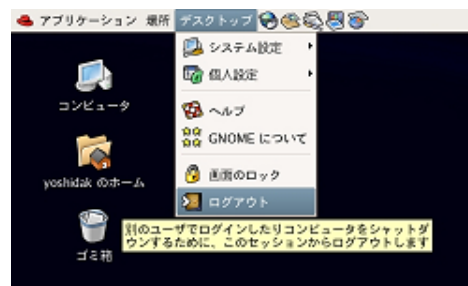 アプリケーション 場所 デスクトップ
システム設定
個人設定
ヘルプ
GNOME について
画面のロック
ログアウト
別のユーザでログインしたりコンピュータをシャットダ
ウンするために、このセッションからログアウトします
コンピュータ
yoshidak のホーム
ゴミ箱